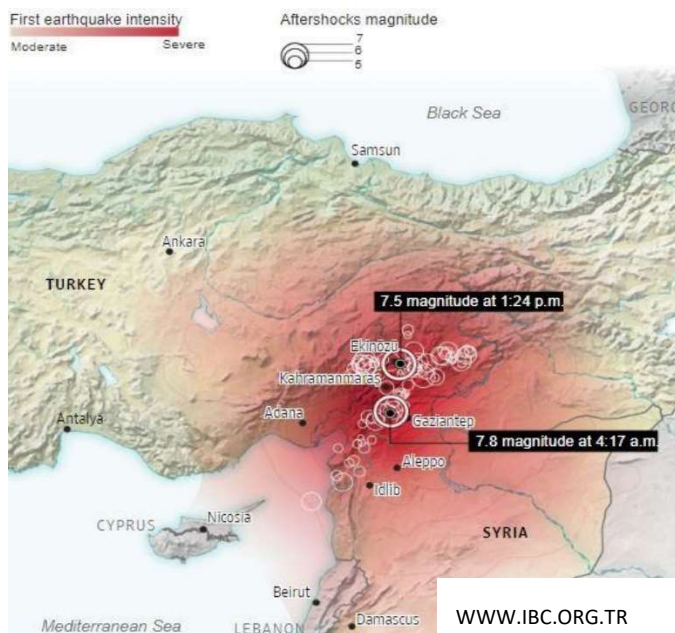 First earthquake intensity
Moderate
Severe
Aftershocks magnitude
7
6
5
Black Sea
GEORG
Samsun
Ankara
TURKEY
7.5 magnitude at 1:24 p.m.
Ekinozu
Kahramanmaraş
Adana
Gaziantep
Antalya
7.8 magnitude at 4:17 a.m.
Aleppo
Idlib
CYPRUS
Nicosia
SYRIA
Beirut
Mediterranean Sea
LEBANON
Damascus
WWW.IBC.ORG.TR